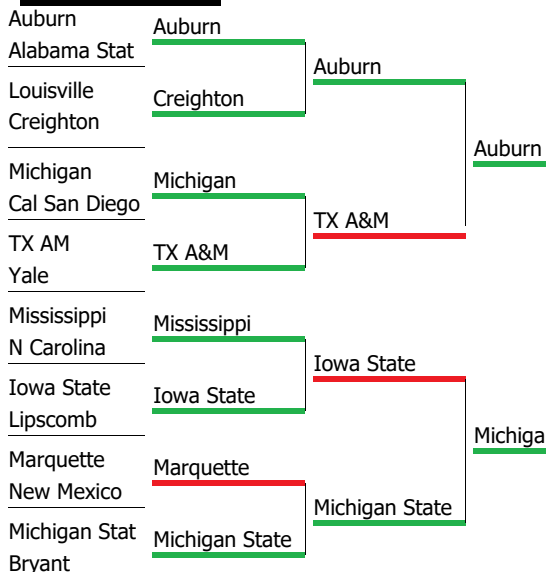 Auburn
Alabama Stat
Louisville
Creighton
Michigan
Cal San Diego
TX AM
Yale
Mississippi
N Carolina
Iowa State
Lipscomb
Marquette
New Mexico
Michigan Stat
Bryant
Auburn
Creighton
Michigan
TX A&M
Mississippi
Iowa State
Marquette
Michigan State
Auburn
TX A&M
Iowa State
Michigan State
Auburn
Michiga